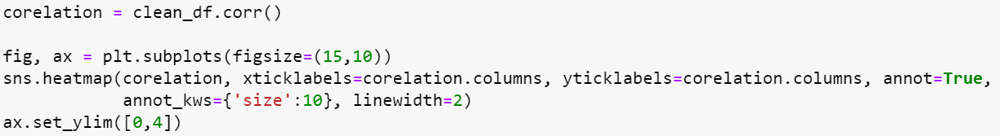 corelation = clean_df.corr()
fig, ax = plt.subplots(figsize=(15,10))
sns.heatmap(corelation, xticklabels=corelation.columns, yticklabels=corelation.columns, annot=True,
            annot_kws={'size':10}, linewidth=2)
ax.set_ylim([0,4])